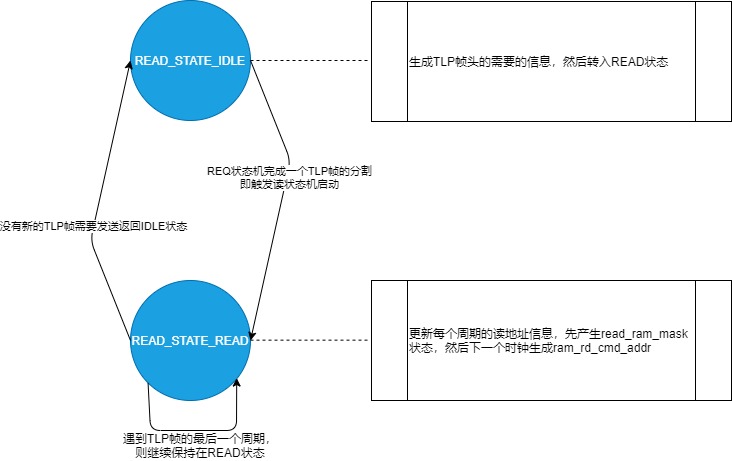 READ_STATE_IDLE
生成TLP帧头的需要的信息，然后转入READ状态
REQ状态机完成一个TLP帧的分割
即触发读状态机启动
没有新的TLP帧需要发送返回IDLE状态
READ_STATE_READ
更新每个周期的读地址信息，先产生read_ram_mask
状态，然后下一个时钟生成ram_rd_cmd_addr
遇到TLP帧的最后一个周期，
则继续保持在READ状态